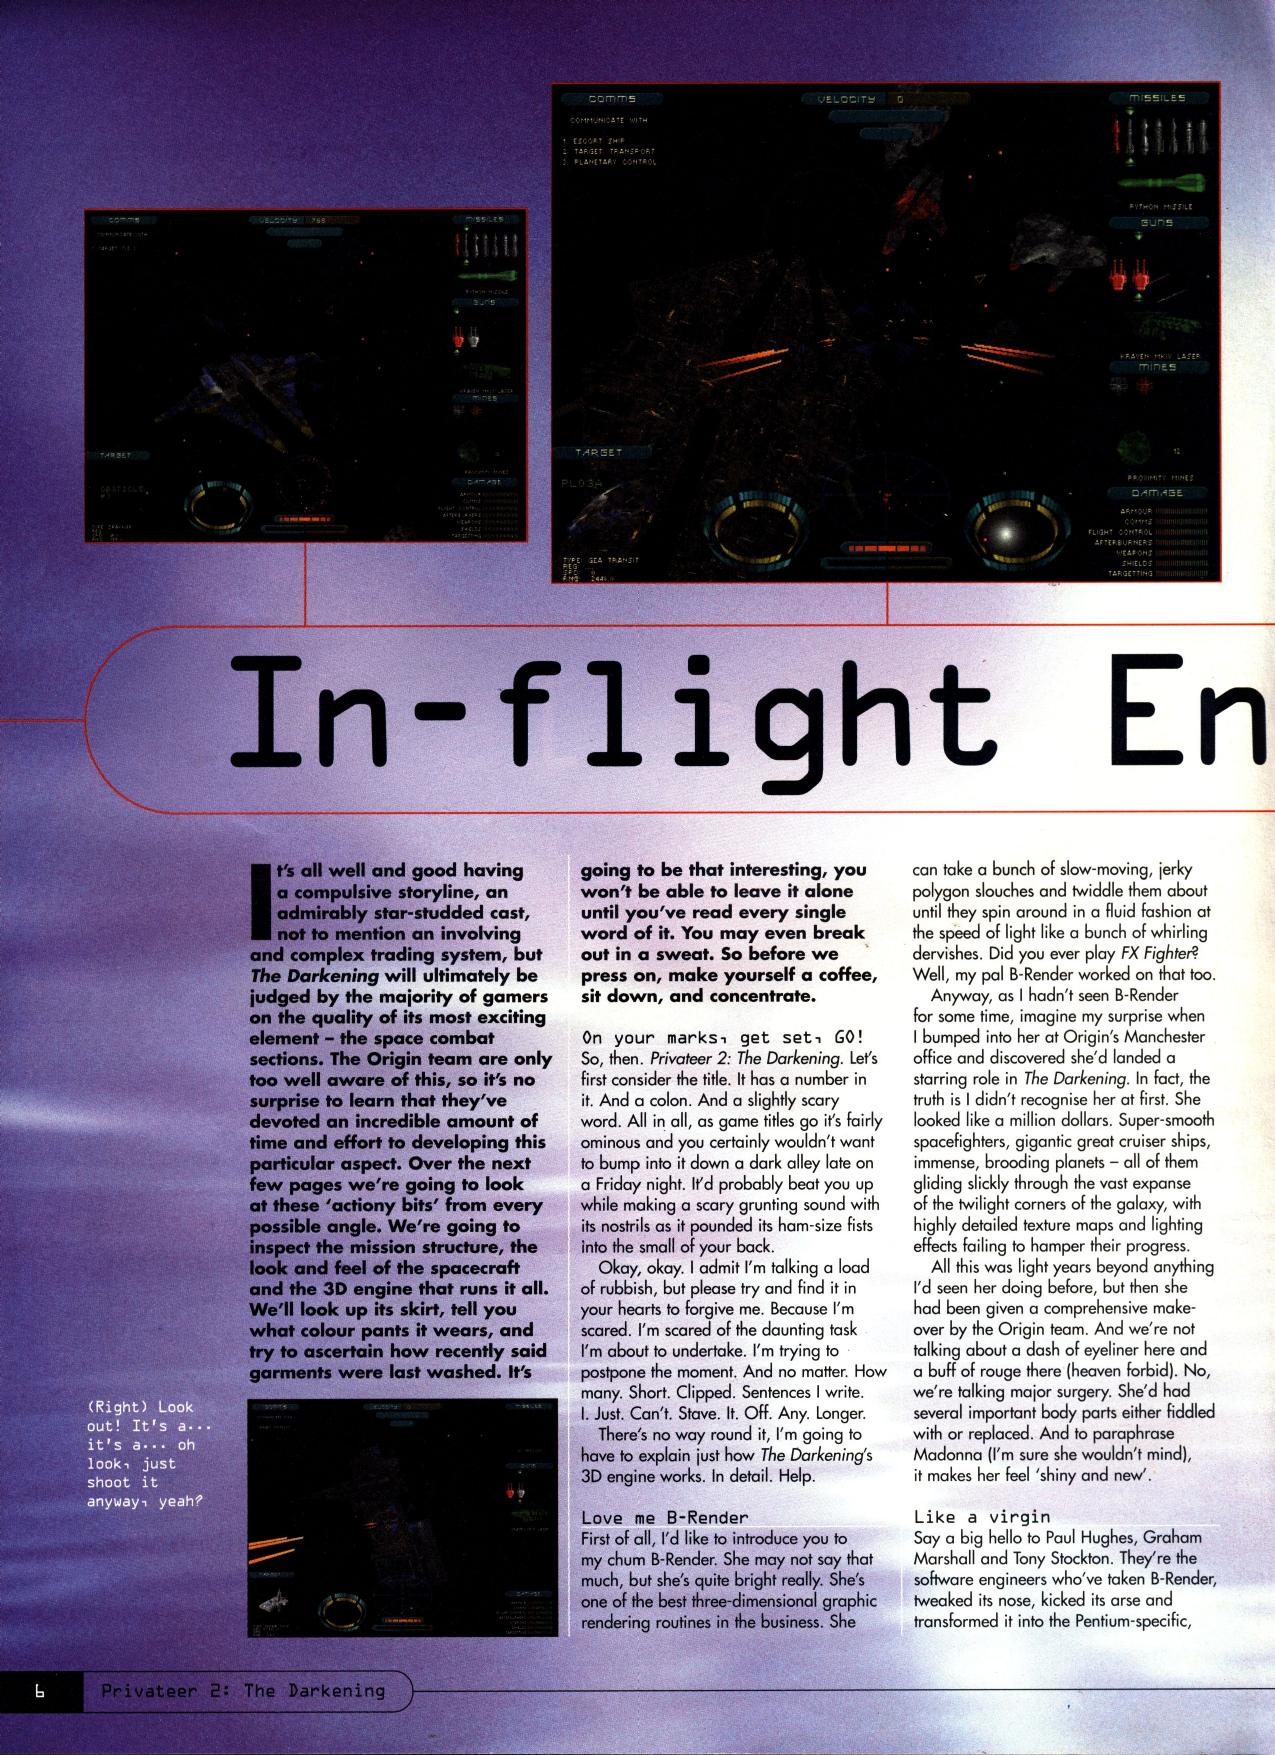 COMMS
VELOCITY 768
MISSILES
COMMUNICATE WITH
PYTHON MISSILE
GUNS
KRAVEN MKIV LASER
MINES
PROXIMITY MINES
TARGET
DAMAGE
ARMOUR
COMMS
FLIGHT CONTROL
AFTERBURNERS
WEAPONS
SHIELDS
TARGETTING
COMMS
VELOCITY 0
MISSILES
COMMUNICATE WITH
1. ESCORT SHIP
2. TARGET: TRANSPORT
3. PLANETARY CONTROL
PYTHON MISSILE
GUNS
KRAVEN MKIV LASER
MINES
12
PROXIMITY MINES
TARGET
PLO3A
TYPE: GEA TRANSIT
REG
SPD: 0
DAMAGE
ARMOUR
COMMS
FLIGHT CONTROL
AFTERBURNERS
WEAPONS
SHIELDS
TARGETTING
In-flight En
It's all well and good having
a compulsive storyline, an
admirably star-studded cast,
not to mention an involving
and complex trading system, but
The Darkening will ultimately be
judged by the majority of gamers
on the quality of its most exciting
element – the space combat
sections. The Origin team are only
too well aware of this, so it's no
surprise to learn that they've
devoted an incredible amount of
time and effort to developing this
particular aspect. Over the next
few pages we're going to look
at these 'actiony bits' from every
possible angle. We're going to
inspect the mission structure, the
look and feel of the spacecraft
and the 3D engine that runs it all.
We'll look up its skirt, tell you
what colour pants it wears, and
try to ascertain how recently said
garments were last washed. It's
going to be that interesting, you
won't be able to leave it alone
until you've read every single
word of it. You may even break
out in a sweat. So before we
press on, make yourself a coffee,
sit down, and concentrate.
On your marks, get set, GO!
So, then. Privateer 2: The Darkening. Let's
first consider the title. It has a number in
it. And a colon. And a slightly scary
word. All in all, as game titles go it's fairly
ominous and you certainly wouldn't want
to bump into it down a dark alley late on
a Friday night. It'd probably beat you up
while making a scary grunting sound with
its nostrils as it pounded its ham-size fists
into the small of your back.
Okay, okay. I admit I'm talking a load
of rubbish, but please try and find it in
your hearts to forgive me. Because I'm
scared. I'm scared of the daunting task
I'm about to undertake. I'm trying to
postpone the moment. And no matter. How
many. Short. Clipped. Sentences I write.
I. Just. Can't. Stave. It. Off. Any. Longer.
There's no way round it, I'm going to
have to explain just how The Darkening's
3D engine works. In detail. Help.
Love me B-Render
First of all, I'd like to introduce you to
my chum B-Render. She may not say that
much, but she's quite bright really. She's
one of the best three-dimensional graphic
rendering routines in the business. She
can take a bunch of slow-moving, jerky
polygon slouches and twiddle them about
until they spin around in a fluid fashion at
the speed of light like a bunch of whirling
dervishes. Did you ever play FX Fighter?
Well, my pal B-Render worked on that too.
Anyway, as I hadn't seen B-Render
for some time, imagine my surprise when
I bumped into her at Origin's Manchester
office and discovered she'd landed a
starring role in The Darkening. In fact, the
truth is I didn't recognise her at first. She
looked like a million dollars. Super-smooth
spacefighters, gigantic great cruiser ships,
immense, brooding planets – all of them
gliding slickly through the vast expanse
of the twilight corners of the galaxy, with
highly detailed texture maps and lighting
effects failing to hamper their progress.
All this was light years beyond anything
I'd seen her doing before, but then she
had been given a comprehensive make-
over by the Origin team. And we're not
talking about a dash of eyeliner here and
a buff of rouge there (heaven forbid). No,
we're talking major surgery. She'd had
several important body parts either fiddled
with or replaced. And to paraphrase
Madonna (I'm sure she wouldn't mind),
it makes her feel 'shiny and new'.
Like a virgin
Say a big hello to Paul Hughes, Graham
Marshall and Tony Stockton. They're the
software engineers who've taken B-Render,
tweaked its nose, kicked its arse and
transformed it into the Pentium-specific,
(Right) Look
out! It's a...
it's a... oh
look, just
shoot it
anyway, yeah?
6
Privateer 2: The Darkening